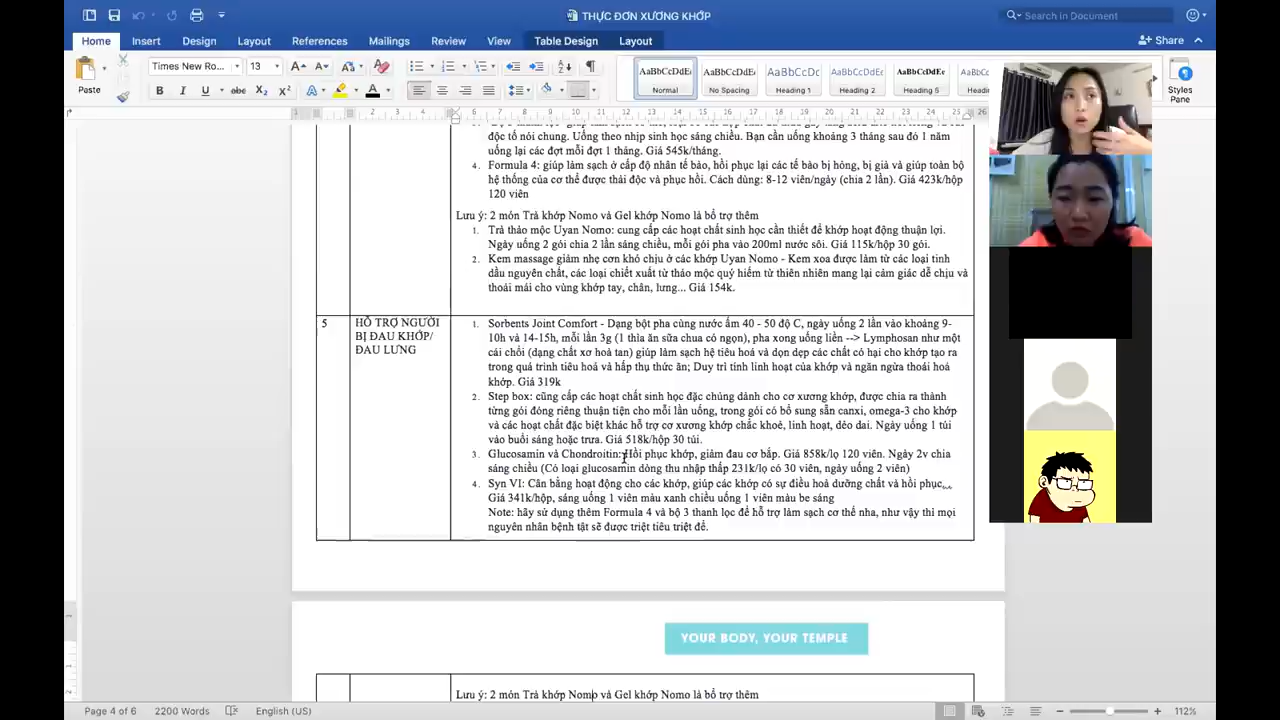 THỰC ĐƠN XƯƠNG KHỚP
Search in Document
Home
Insert
Design
Layout
References
Mailings
Review
View
Table Design
Layout
Share
Paste
Times New Ro...
13
AaBbCcDdEe
Normal
AaBbCcDdEe
No Spacing
AaBbCcDc
Heading 1
AaBbCcDdEe
Heading 2
AaBbCcDdEe
Heading 5
Styles
Pane
độc tố nói chung. Uống theo nhịp sinh học sáng chiều. Bạn cần uống khoảng 3 tháng sau đó 1 năm
uống lại các đợt mỗi đợt 1 tháng. Giá 545k/tháng.
4. Formula 4: giúp làm sạch ở cấp độ nhân tế bào, hồi phục lại các tế bào bị hỏng, bị già và giúp toàn bộ
hệ thống của cơ thể được thải độc và phục hồi. Cách dùng: 8-12 viên/ngày (chia 2 lần). Giá 423k/hộp
120 viên
Lưu ý: 2 món Trà khớp Nomo và Gel khớp Nomo là bổ trợ thêm
1. Trà thảo mộc Uyan Nomo: cung cấp các hoạt chất sinh học cần thiết để khớp hoạt động thuận lợi.
Ngày uống 2 gói chia 2 lần sáng chiều, mỗi gói pha vào 200ml nước sôi. Giá 115k/hộp 30 gói.
2. Kem massage giảm nhẹ cơn khó chịu ở các khớp Uyan Nomo - Kem xoa được làm từ các loại tinh
dầu nguyên chất, các loại chiết xuất từ thảo mộc quý hiếm từ thiên nhiên mang lại cảm giác dễ chịu và
thoải mái cho vùng khớp tay, chân, lưng... Giá 154k.
5
HỖ TRỢ NGƯỜI
BỊ ĐAU KHỚP/
ĐAU LƯNG
1. Sorbents Joint Comfort - Dạng bột pha cùng nước ấm 40 - 50 độ C, ngày uống 2 lần vào khoảng 9-
10h và 14-15h, mỗi lần 3g (1 thìa ăn sữa chua có ngọn), pha xong uống liền --> Lymphosan như một
cái chổi (dạng chất xơ hoà tan) giúp làm sạch hệ tiêu hoá và dọn dẹp các chất có hại cho khớp tạo ra
trong quá trình tiêu hoá và hấp thụ thức ăn; Duy trì tính linh hoạt của khớp và ngăn ngừa thoái hoá
khớp. Giá 319k
2. Step box: cũng cấp các hoạt chất sinh học đặc chủng dành cho cơ xương khớp, được chia ra thành
từng gói đóng riêng thuận tiện cho mỗi lần uống, trong gói có bổ sung sẵn canxi, omega-3 cho khớp
và các hoạt chất đặc biệt khác hỗ trợ cơ xương khớp chắc khoẻ, linh hoạt, dẻo dai. Ngày uống 1 túi
vào buổi sáng hoặc trưa. Giá 518k/hộp 30 túi.
3. Glucosamin và Chondroitin: Hồi phục khớp, giảm đau cơ bắp. Giá 858k/lọ 120 viên. Ngày 2v chia
sáng chiều (Có loại glucosamin dòng thu nhập thấp 231k/lọ có 30 viên, ngày uống 2 viên)
4. Syn VI: Cân bằng hoạt động cho các khớp, giúp các khớp có sự điều hoà dưỡng chất và hồi phục,..
Giá 341k/hộp, sáng uống 1 viên màu xanh chiều uống 1 viên màu be sáng
Note: hãy sử dụng thêm Formula 4 và bộ 3 thanh lọc để hỗ trợ làm sạch cơ thể nha, như vậy thì mọi
nguyên nhân bệnh tật sẽ được triệt tiêu triệt để.
YOUR BODY, YOUR TEMPLE
Lưu ý: 2 món Trà khớp Nomo và Gel khớp Nomo là bổ trợ thêm
Page 4 of 6
2200 Words
English (US)
112%